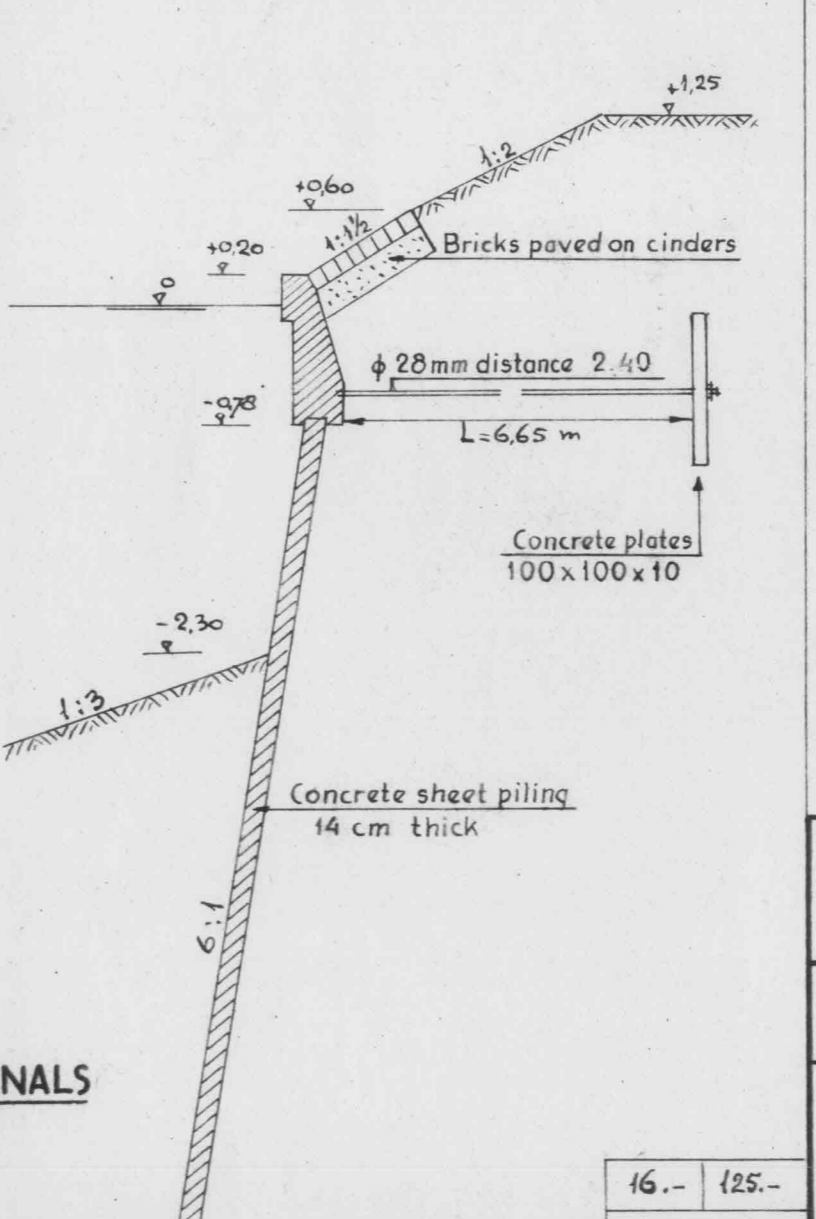 +1,25
1:2
+0,60
1:1½
+0,20
Bricks paved on cinders
0
ϕ 28mm distance 2.40
-0,78
L=6,65 m
Concrete plates
100 x 100 x 10
-2,30
1:3
Concrete sheet piling
14 cm thick
6:1
NALS
16.- 125.-